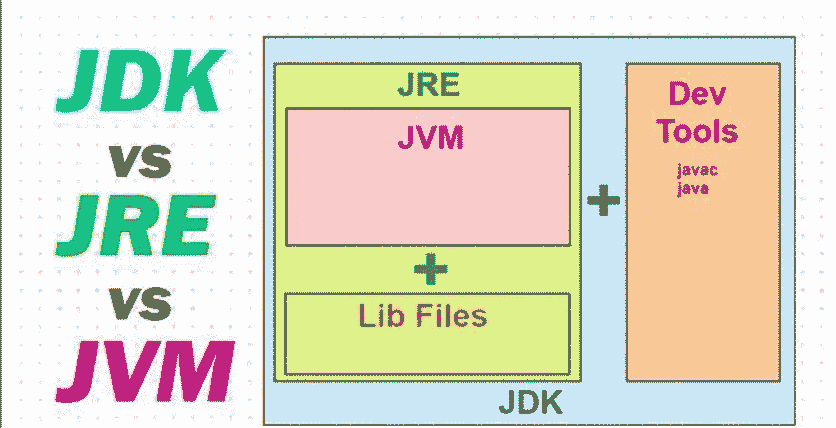 JDK
vs
JRE
vs
JVM
JRE
JVM
+
Lib Files
JDK
+
Dev
Tools
javac
java